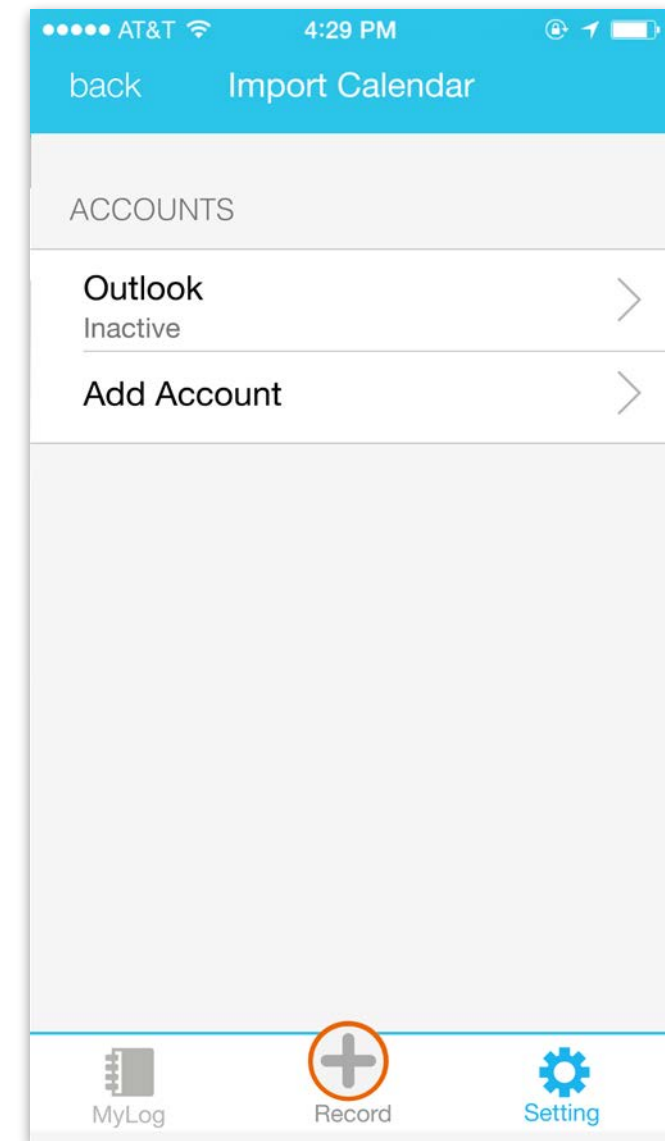 AT&T 4:29 PM
back Import Calendar
ACCOUNTS
Outlook
Inactive
Add Account
MyLog Record Setting